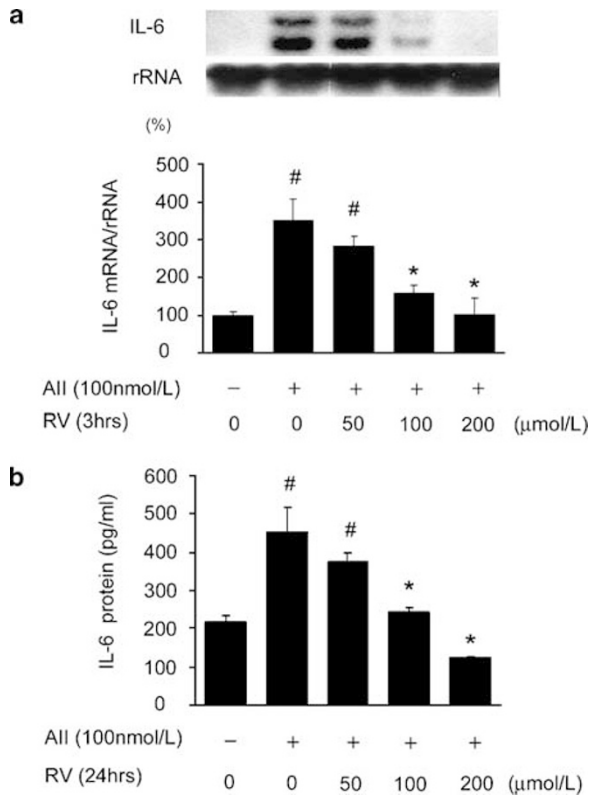 a
IL-6
rRNA
(%)
IL-6 mRNA/rRNA
500
400
300
200
100
0
# # * *
AII (100nmol/L) − + + + +
RV (3hrs) 0 0 50 100 200 (μmol/L)
b
IL-6 protein (pg/ml)
600
500
400
300
200
100
0
# # * *
AII (100nmol/L) − + + + +
RV (24hrs) 0 0 50 100 200 (μmol/L)